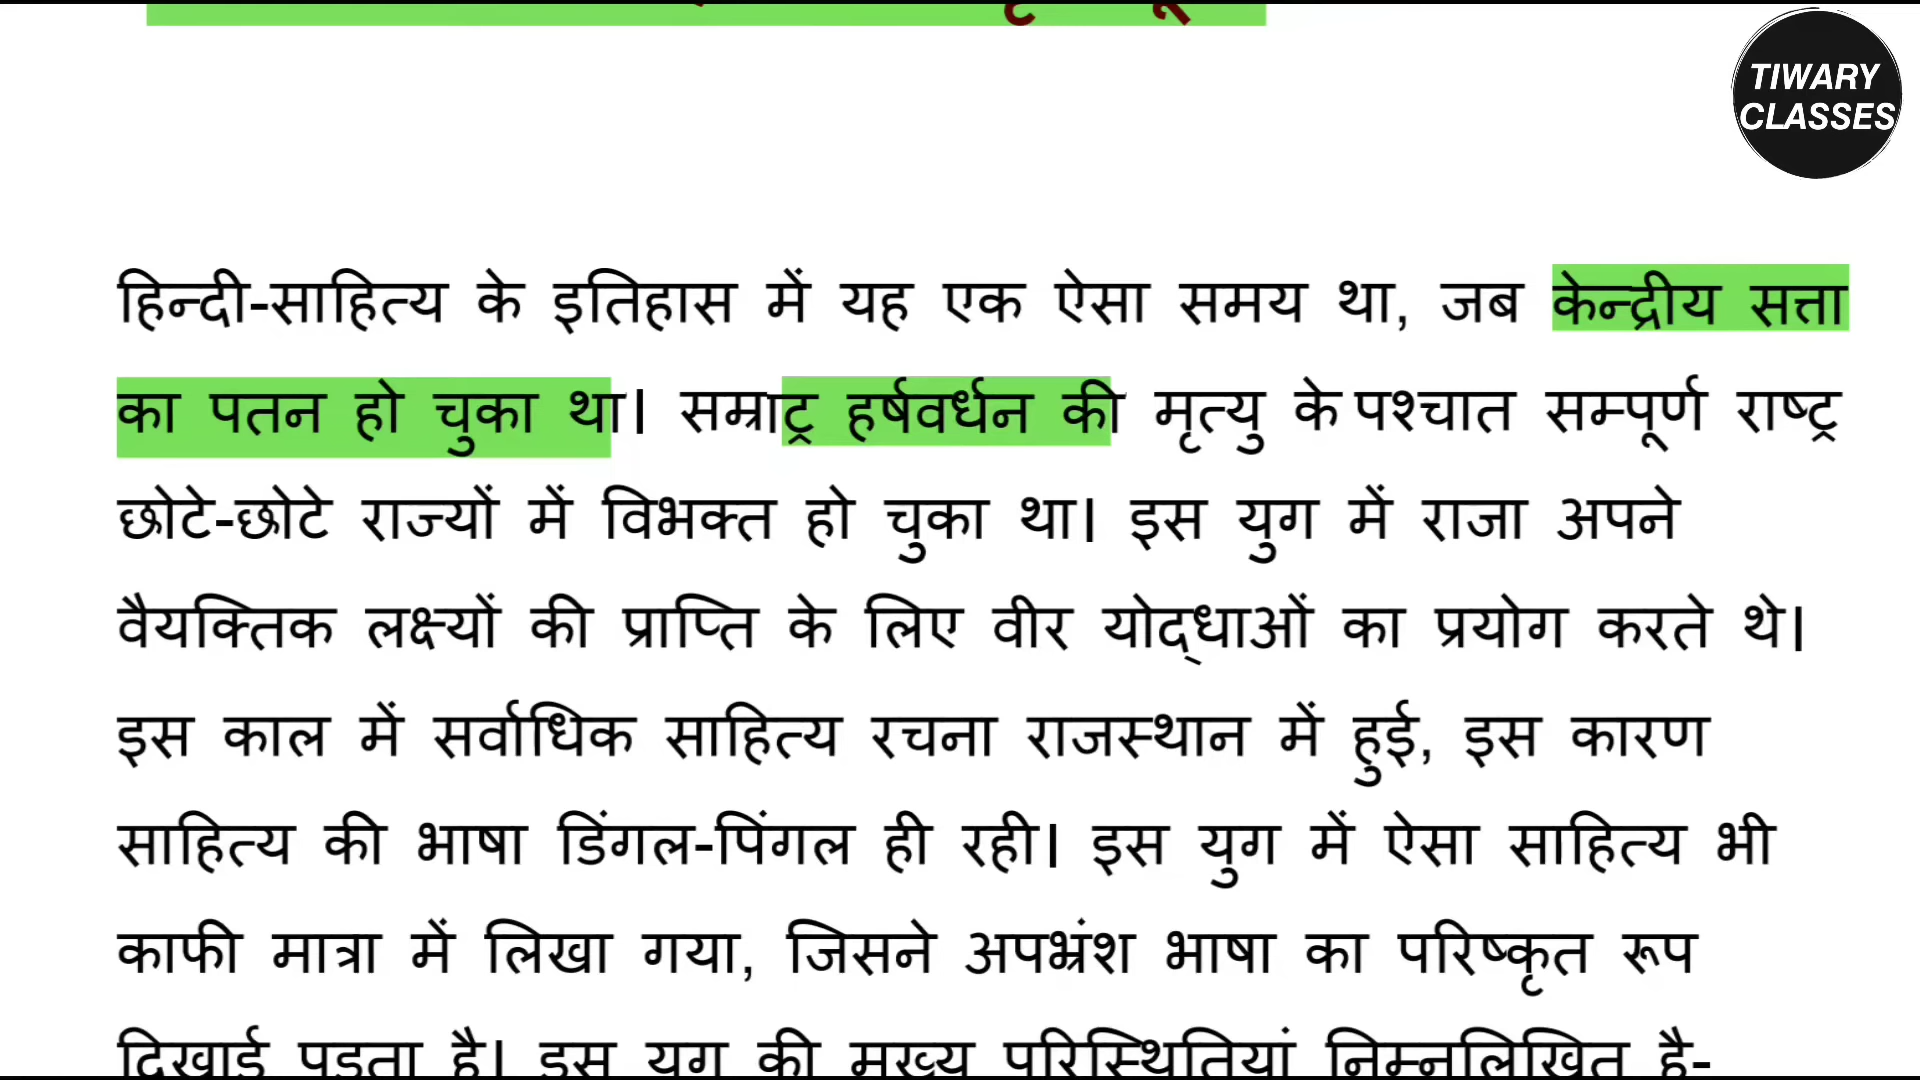 TIWARY
CLASSES
हिन्दी-साहित्य के इतिहास में यह एक ऐसा समय था, जब केन्द्रीय सत्ता
का पतन हो चुका था। सम्राट्र हर्षवर्धन की मृत्यु के पश्चात सम्पूर्ण राष्ट्र
छोटे-छोटे राज्यों में विभक्त हो चुका था। इस युग में राजा अपने
वैयक्तिक लक्ष्यों की प्राप्ति के लिए वीर योद्धाओं का प्रयोग करते थे।
इस काल में सर्वाधिक साहित्य रचना राजस्थान में हुई, इस कारण
साहित्य की भाषा डिंगल-पिंगल ही रही। इस युग में ऐसा साहित्य भी
काफी मात्रा में लिखा गया, जिसने अपभ्रंश भाषा का परिष्कृत रूप
दिखाई पड़ता है। इस युग की मुख्य परिस्थितियां निम्नलिखित है-